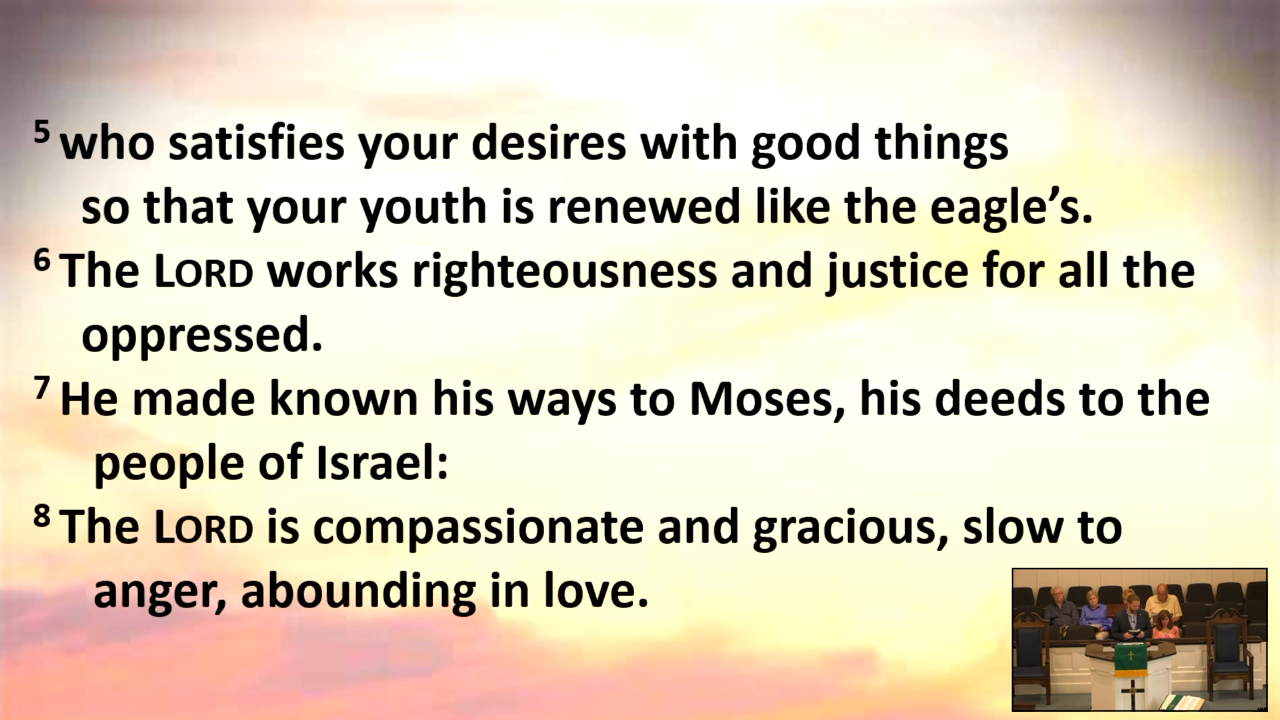 5 who satisfies your desires with good things
so that your youth is renewed like the eagle’s.
6 The LORD works righteousness and justice for all the
oppressed.
7 He made known his ways to Moses, his deeds to the
people of Israel:
8 The LORD is compassionate and gracious, slow to
anger, abounding in love.